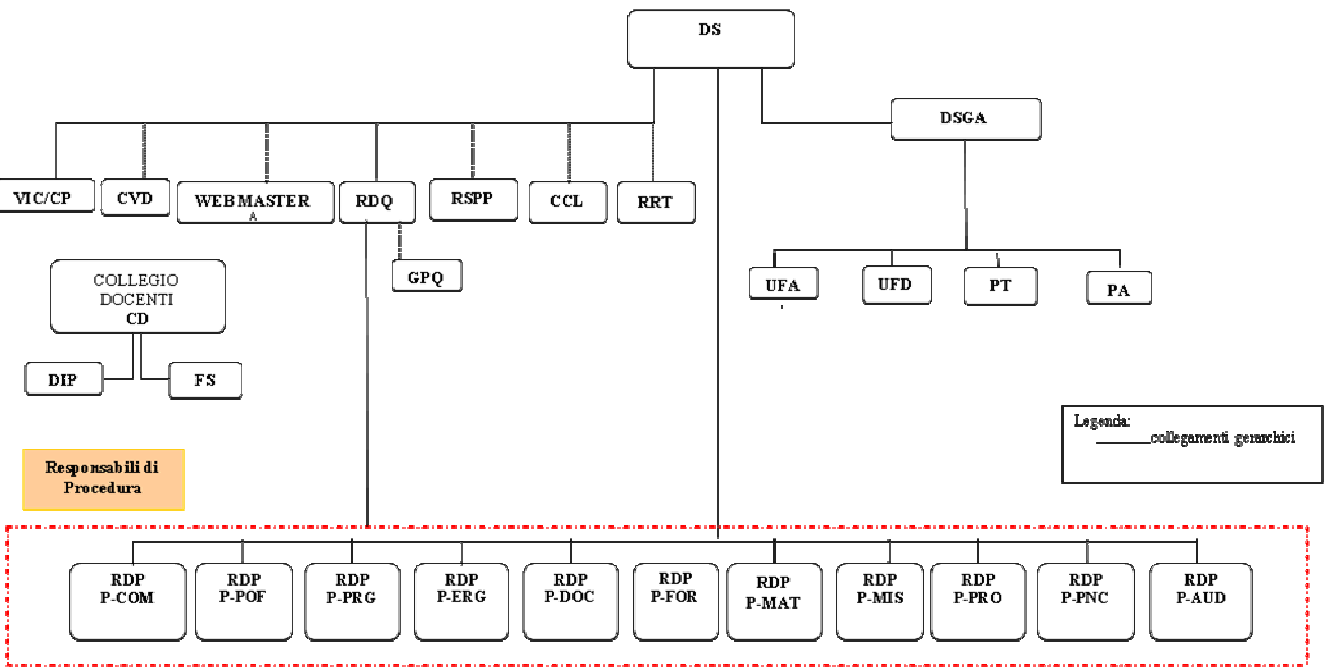 DS
DSGA
VIC/CP
CVD
WEBMASTER
A
RDQ
RSPP
CCL
RRT
GPQ
UFA
UFD
PT
PA
COLLEGIO
DOCENTI
CD
DIP
FS
Legenda:
______collegamenti gerarchici
Responsabili di
Procedura
RDP
P-COM
RDP
P-POF
RDP
P-PRG
RDP
P-ERG
RDP
P-DOC
RDP
P-FOR
RDP
P-MAT
RDP
P-MIS
RDP
P-PRO
RDP
P-PNC
RDP
P-AUD